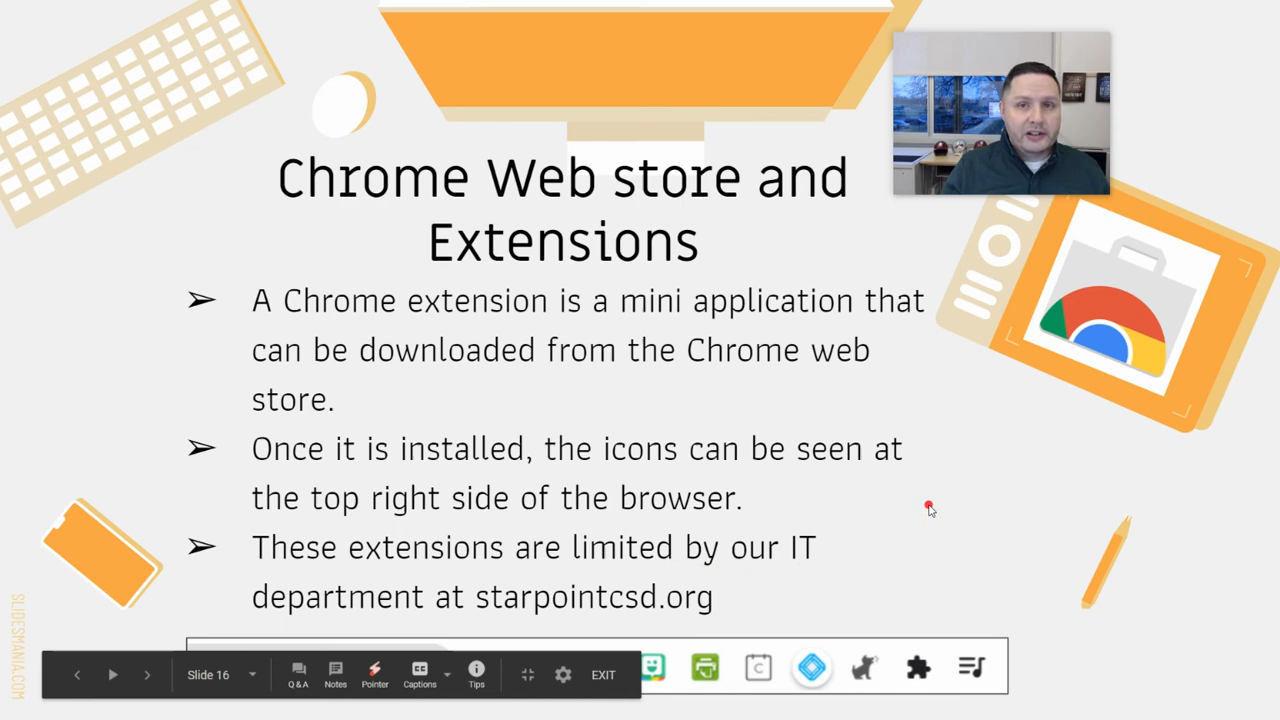 Chrome Web store and
Extensions
➢ A Chrome extension is a mini application that
can be downloaded from the Chrome web
store.
➢ Once it is installed, the icons can be seen at
the top right side of the browser.
➢ These extensions are limited by our IT
department at starpointcsd.org
SLIDESMANIA.COM
Slide 16
Q & A
Notes
Pointer
CC
Captions
Tips
EXIT
C